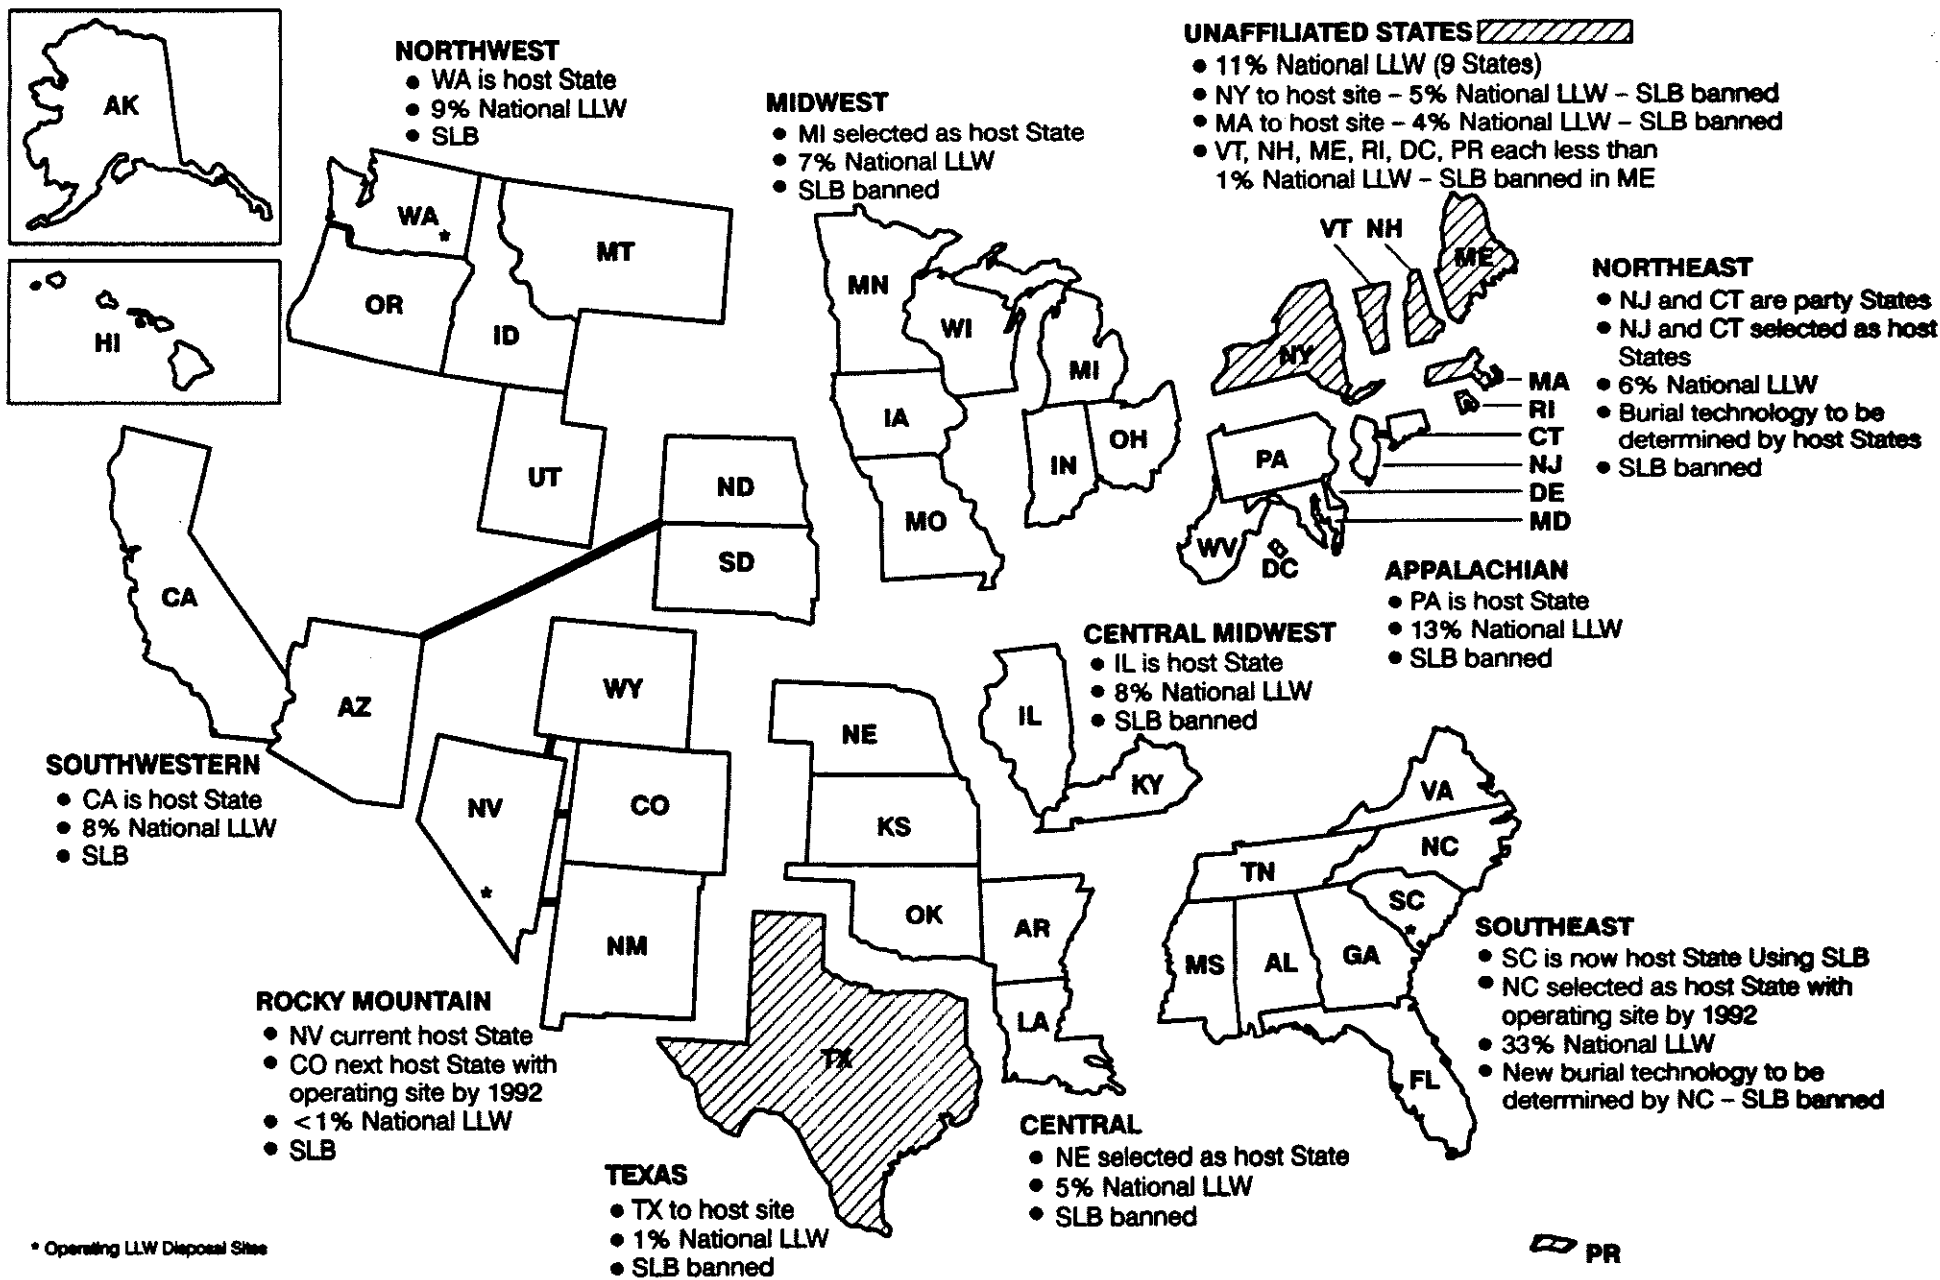 AK
HI
NORTHWEST
● WA is host State
● 9% National LLW
● SLB
WA
*
OR
ID
MT
UT
MIDWEST
● MI selected as host State
● 7% National LLW
● SLB banned
MN
WI
MI
IA
IN
OH
MO
UNAFFILIATED STATES
● 11% National LLW (9 States)
● NY to host site – 5% National LLW – SLB banned
● MA to host site – 4% National LLW – SLB banned
● VT, NH, ME, RI, DC, PR each less than
1% National LLW – SLB banned in ME
VT NH
ME
NY
NORTHEAST
● NJ and CT are party States
● NJ and CT selected as host
States
● 6% National LLW
● Burial technology to be
determined by host States
● SLB banned
MA
RI
CT
NJ
DE
MD
PA
WV
DC
APPALACHIAN
● PA is host State
● 13% National LLW
● SLB banned
CA
AZ
ND
SD
SOUTHWESTERN
● CA is host State
● 8% National LLW
● SLB
WY
NV
*
CO
NM
ROCKY MOUNTAIN
● NV current host State
● CO next host State with
operating site by 1992
● <1% National LLW
● SLB
CENTRAL MIDWEST
● IL is host State
● 8% National LLW
● SLB banned
IL
KY
NE
KS
OK
AR
LA
CENTRAL
● NE selected as host State
● 5% National LLW
● SLB banned
TX
TEXAS
● TX to host site
● 1% National LLW
● SLB banned
VA
NC
TN
SC
*
MS
AL
GA
FL
SOUTHEAST
● SC is now host State Using SLB
● NC selected as host State with
operating site by 1992
● 33% National LLW
● New burial technology to be
determined by NC – SLB banned
* Operating LLW Disposal Sites
PR